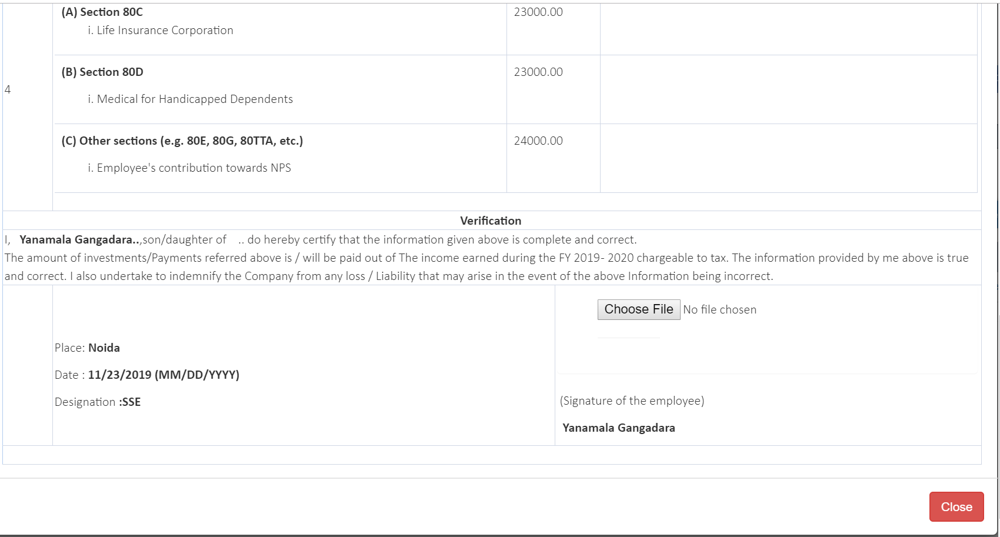 (A) Section 80C 23000.00
i. Life Insurance Corporation
(B) Section 80D 23000.00
4
i. Medical for Handicapped Dependents
(C) Other sections (e.g. 80E, 80G, 80TTA, etc.) 24000.00
i. Employee's contribution towards NPS
Verification
I, Yanamala Gangadara..,son/daughter of .. do hereby certify that the information given above is complete and correct.
The amount of investments/Payments referred above is / will be paid out of The income earned during the FY 2019- 2020 chargeable to tax. The information provided by me above is true
and correct. I also undertake to indemnify the Company from any loss / Liability that may arise in the event of the above Information being incorrect.
Choose File No file chosen
Place: Noida
Date : 11/23/2019 (MM/DD/YYYY)
Designation :SSE
(Signature of the employee)
Yanamala Gangadara
Close